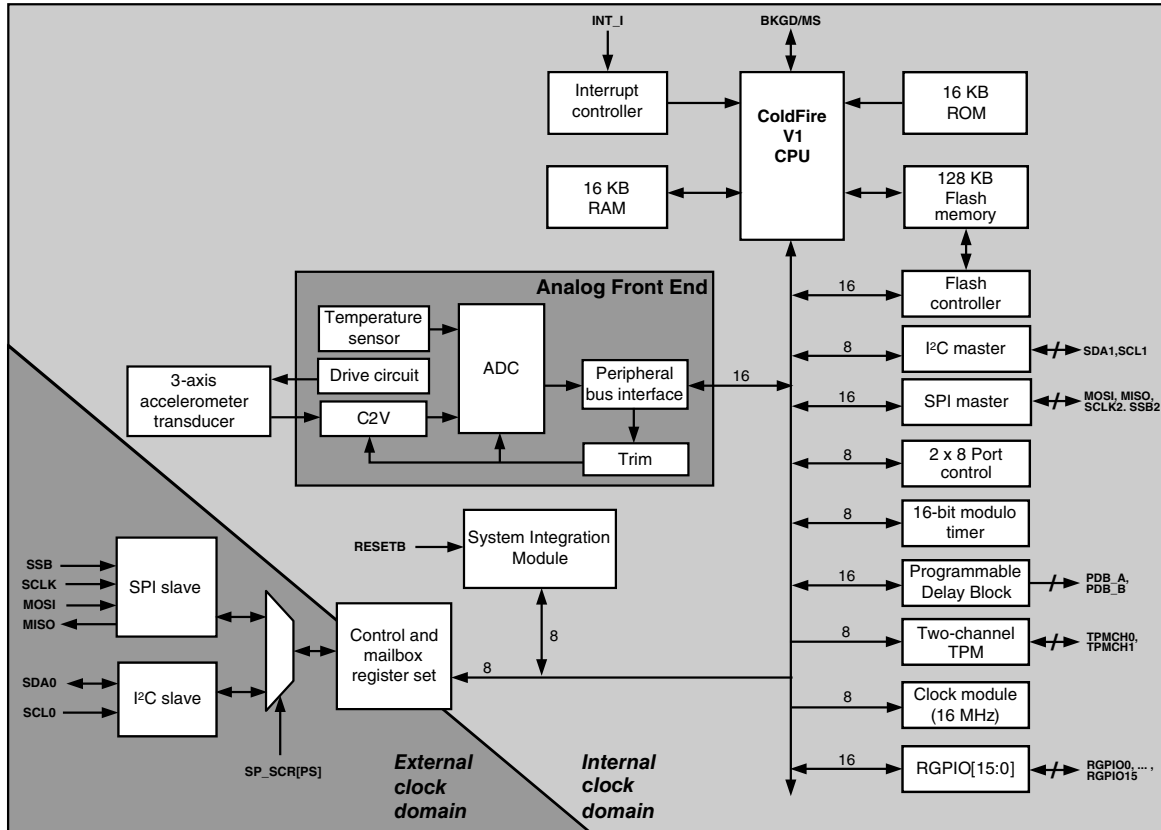 INT_I
BKGD/MS
Interrupt
controller
ColdFire
V1
CPU
16 KB
ROM
16 KB
RAM
128 KB
Flash
memory
Analog Front End
Temperature
sensor
ADC
Drive circuit
C2V
Peripheral
bus interface
Trim
3-axis
accelerometer
transducer
16
16
Flash
controller
8
I²C master
SDA1,SCL1
16
SPI master
MOSI, MISO,
SCLK2. SSB2
8
2 x 8 Port
control
8
16-bit modulo
timer
16
Programmable
Delay Block
PDB_A,
PDB_B
8
Two-channel
TPM
TPMCH0,
TPMCH1
8
Clock module
(16 MHz)
16
RGPIO[15:0]
RGPIO0, ... ,
RGPIO15
RESETB
System Integration
Module
8
8
SSB
SCLK
MOSI
MISO
SPI slave
SDA0
SCL0
I²C slave
Control and
mailbox
register set
SP_SCR[PS]
External
clock
domain
Internal
clock
domain